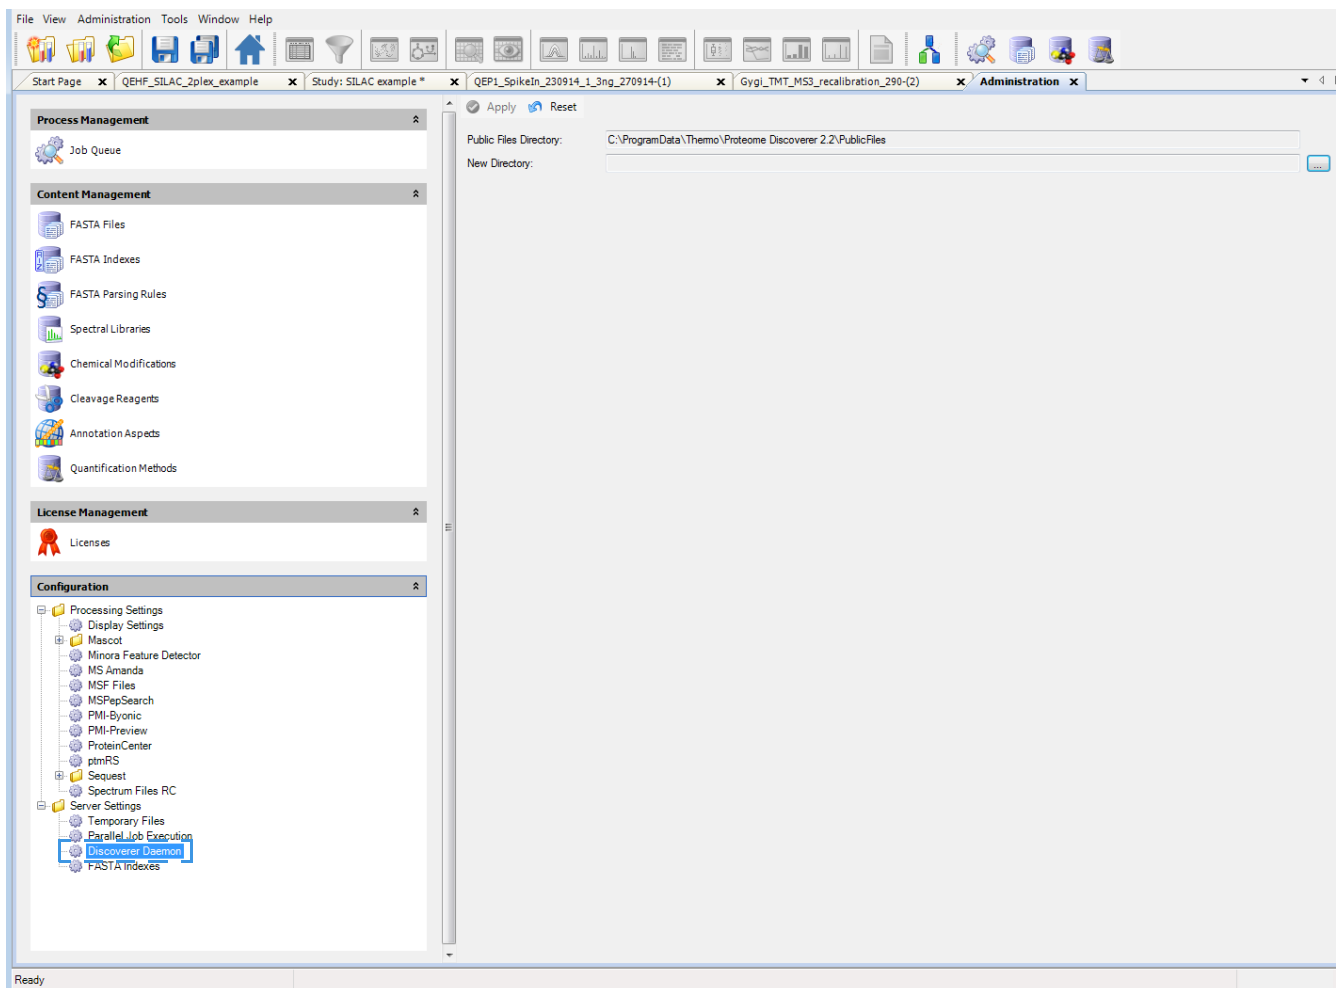 File View Administration Tools Window Help
Start Page QEHF_SILAC_2plex_example Study: SILAC example * QEP1_SpikeIn_230914_1_3ng_270914-(1) Gygi_TMT_MS3_recalibration_290-(2) Administration
Apply Reset
Public Files Directory: C:\ProgramData\Thermo\Proteome Discoverer 2.2\PublicFiles
New Directory: ...
Process Management
Job Queue
Content Management
FASTA Files
FASTA Indexes
FASTA Parsing Rules
Spectral Libraries
Chemical Modifications
Cleavage Reagents
Annotation Aspects
Quantification Methods
License Management
Licenses
Configuration
Processing Settings
Display Settings
Mascot
Minora Feature Detector
MS Amanda
MSF Files
MSPepSearch
PMI-Byonic
PMI-Preview
ProteinCenter
ptmRS
Sequest
Spectrum Files RC
Server Settings
Temporary Files
Parallel Job Execution
Discoverer Daemon
FASTA Indexes
Ready